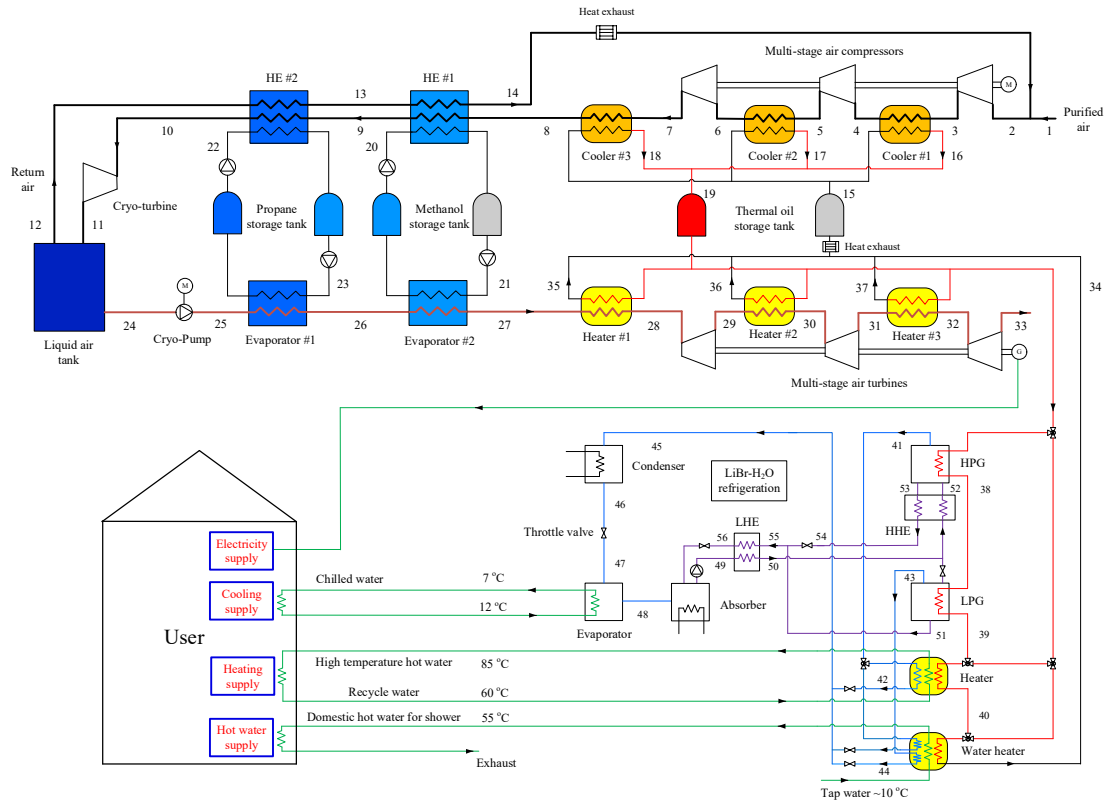 Heat exhaust
Multi-stage air compressors
HE #2
HE #1
M
13
14
Purified
air
10
9
8
7
6
5
4
3
2
1
22
20
Cooler #3
18
Cooler #2
17
Cooler #1
16
Return
air
Cryo-turbine
12
11
Propane
storage tank
Methanol
storage tank
19
Thermal oil
storage tank
15
Heat exhaust
M
23
21
35
36
37
34
24
25
26
27
28
29
30
31
32
33
Liquid air
tank
Cryo-Pump
Evaporator #1
Evaporator #2
Heater #1
Heater #2
Heater #3
G
Multi-stage air turbines
45
41
Condenser
LiBr-H2O
refrigeration
HPG
46
53
52
38
Throttle valve
LHE
HHE
56
55
54
49
50
47
43
Electricity
supply
Chilled water
7 °C
Cooling
supply
12 °C
48
Absorber
LPG
Evaporator
51
39
User
High temperature hot water
85 °C
Heating
supply
Heater
Recycle water
60 °C
42
40
Domestic hot water for shower
55 °C
Hot water
supply
Water heater
Exhaust
44
Tap water ~10 °C